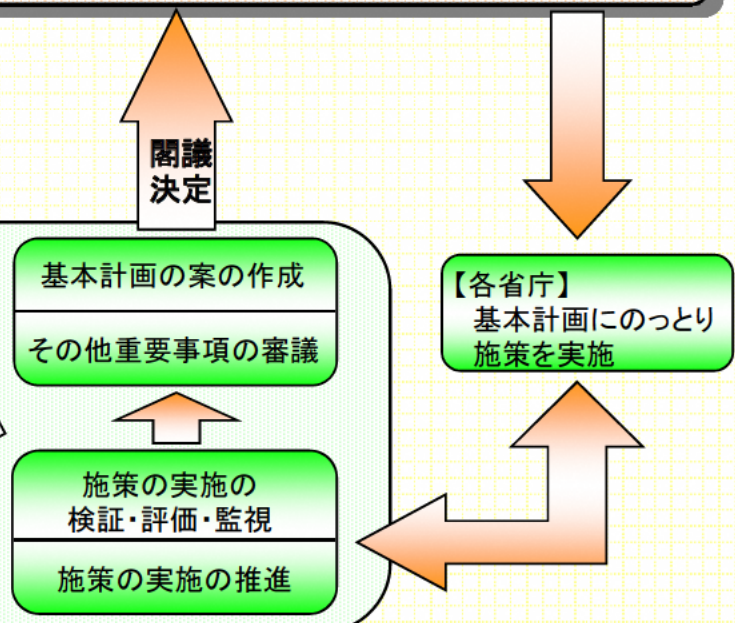 閣議
決定
基本計画の案の作成
その他重要事項の審議
【各省庁】
基本計画にのっとり
施策を実施
施策の実施の
検証・評価・監視
施策の実施の推進